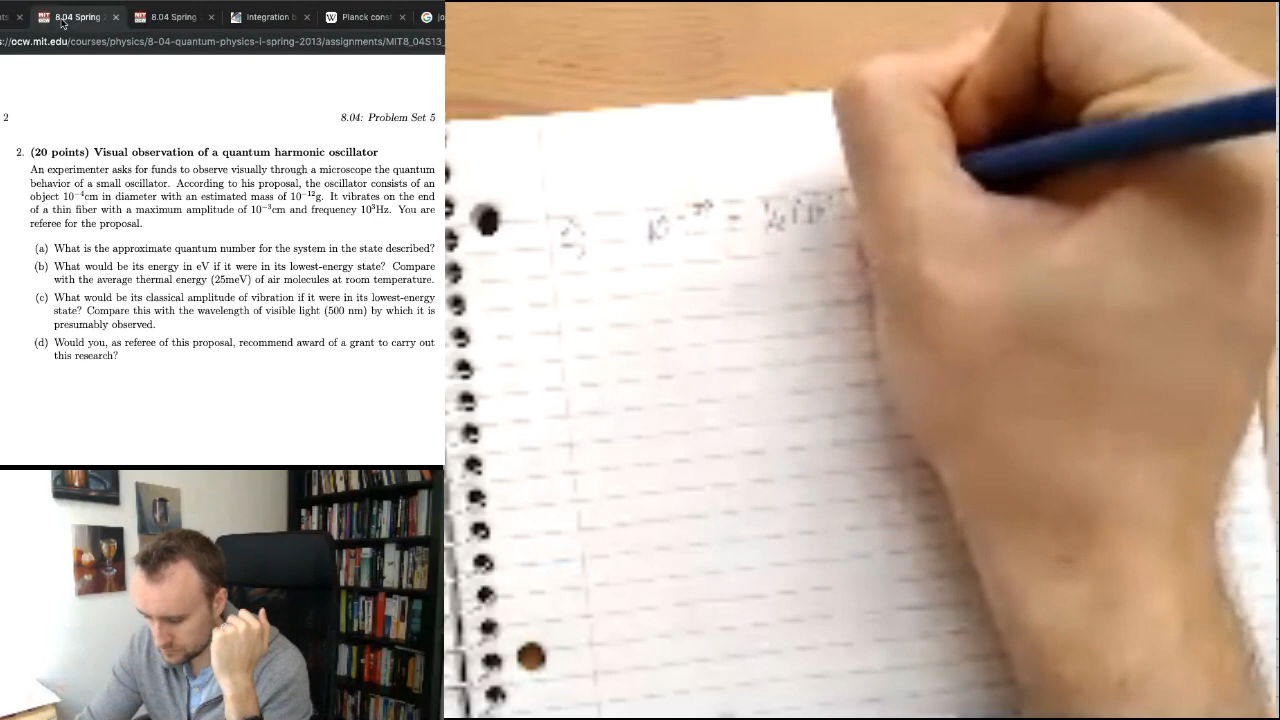 8.04 Spring
8.04 Spring
Integration b
Planck cons
jo
s://ocw.mit.edu/courses/physics/8-04-quantum-physics-i-spring-2013/assignments/MIT8_04S13_
2 8.04: Problem Set 5
2. (20 points) Visual observation of a quantum harmonic oscillator
An experimenter asks for funds to observe visually through a microscope the quantum
behavior of a small oscillator. According to his proposal, the oscillator consists of an
object 10⁻⁴cm in diameter with an estimated mass of 10⁻¹²g. It vibrates on the end
of a thin fiber with a maximum amplitude of 10⁻³cm and frequency 10³Hz. You are
referee for the proposal.
(a) What is the approximate quantum number for the system in the state described?
(b) What would be its energy in eV if it were in its lowest-energy state? Compare
with the average thermal energy (25meV) of air molecules at room temperature.
(c) What would be its classical amplitude of vibration if it were in its lowest-energy
state? Compare this with the wavelength of visible light (500 nm) by which it is
presumably observed.
(d) Would you, as referee of this proposal, recommend award of a grant to carry out
this research?